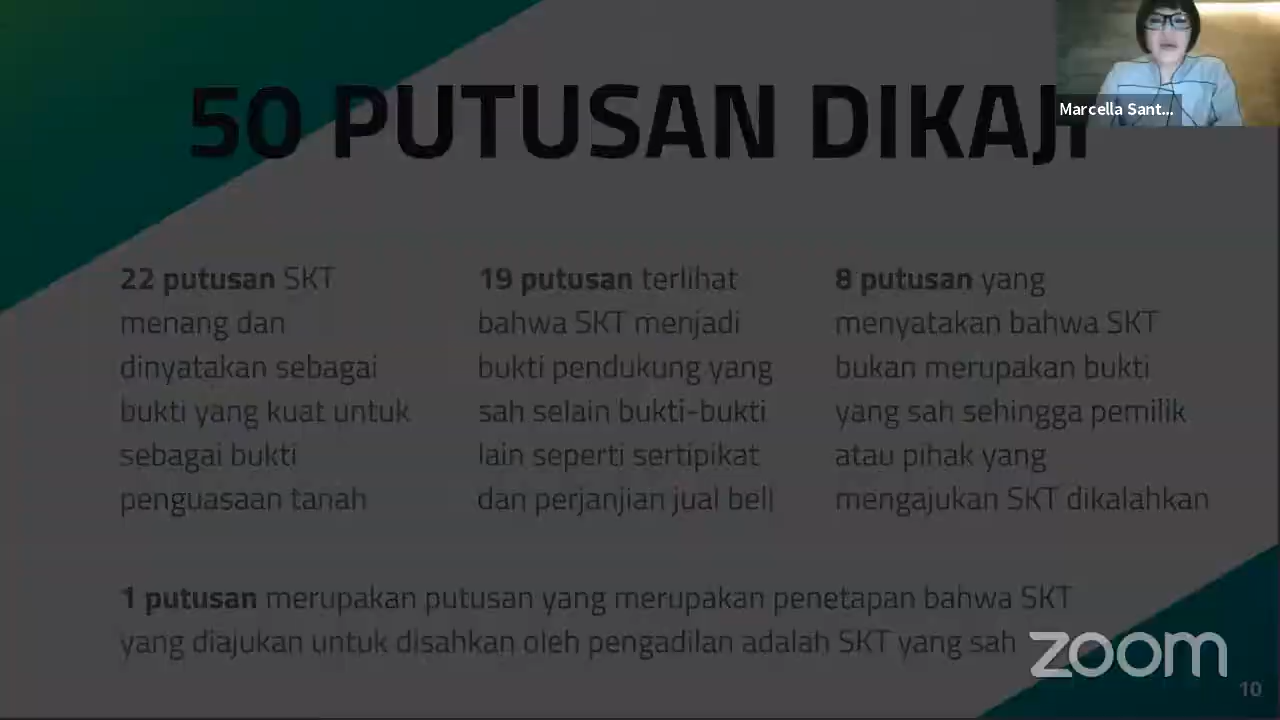 50 PUTUSAN DIKAJI
Marcella Sant...
22 putusan SKT
menang dan
dinyatakan sebagai
bukti yang kuat untuk
sebagai bukti
penguasaan tanah
19 putusan terlihat
bahwa SKT menjadi
bukti pendukung yang
sah selain bukti-bukti
lain seperti sertipikat
dan perjanjian jual beli
8 putusan yang
menyatakan bahwa SKT
bukan merupakan bukti
yang sah sehingga pemilik
atau pihak yang
mengajukan SKT dikalahkan
1 putusan merupakan putusan yang merupakan penetapan bahwa SKT
yang diajukan untuk disahkan oleh pengadilan adalah SKT yang sah
zoom
10